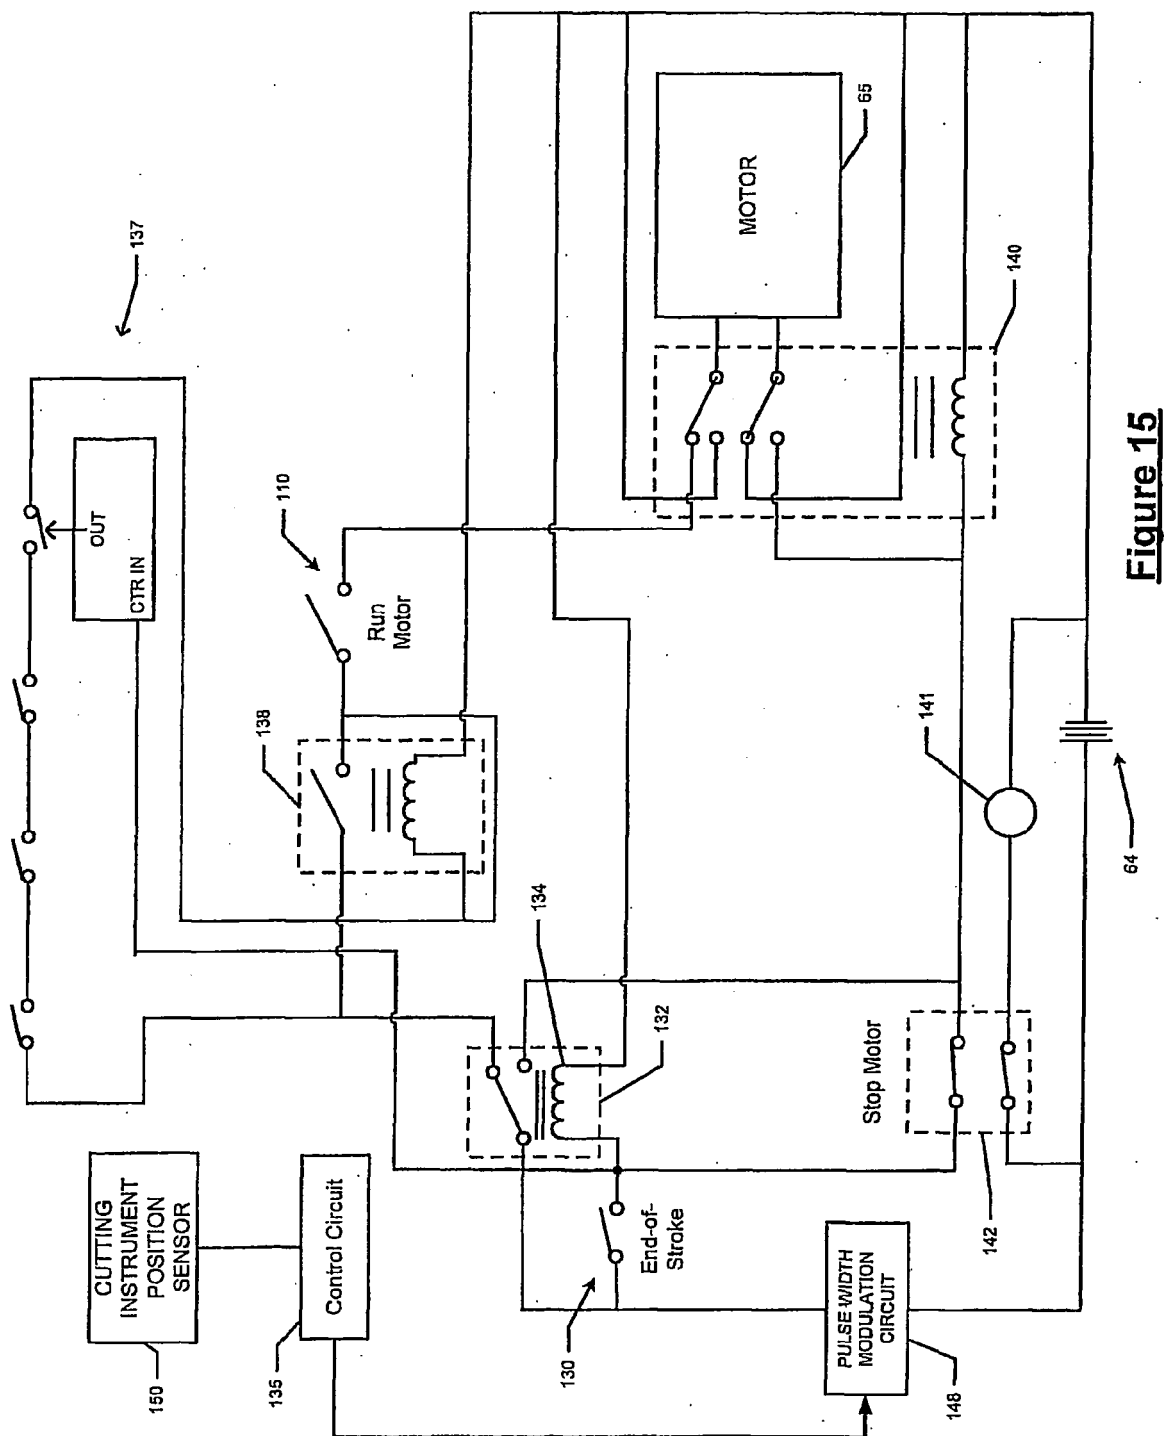 CUTTING
INSTRUMENT
POSITION
SENSOR
150
Control Circuit
135
130
End-of-
Stroke
PULSE WIDTH
MODULATION
CIRCUIT
148
134
132
Stop Motor
142
138
Run
Motor
110
OUT
CTR IN
137
MOTOR
65
140
141
64
Figure 15